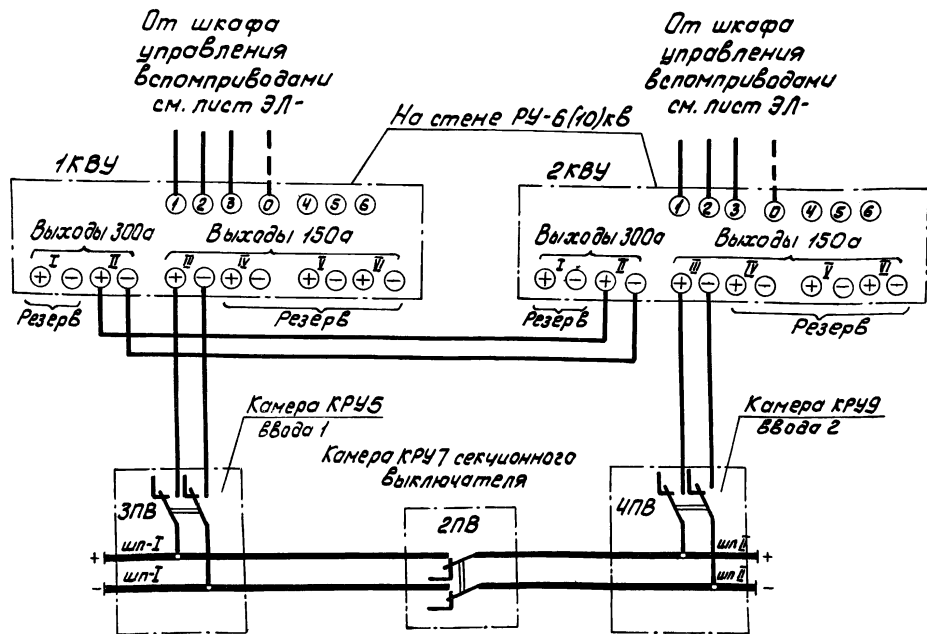 От шкафа
управления
вспомприводами
см. лист ЭЛ-
От шкафа
управления
вспомприводами
см. лист ЭЛ-
На стене РУ-6(10)кв
1КВУ
2КВУ
1 2 3 0 4 5 6
1 2 3 0 4 5 6
Выходы 300а Выходы 150а
Выходы 300а Выходы 150а
+ I - + II - + III - + IV - + V - + VI -
+ I - + II - + III - + IV - + V - + VI -
Резерв Резерв
Резерв Резерв
Камера КРУ5
ввода 1
Камера КРУ9
ввода 2
Камера КРУ7 секционного
выключателя
3ПВ
2ПВ
4ПВ
+ шп-I шп II +
- шп-I шп II -